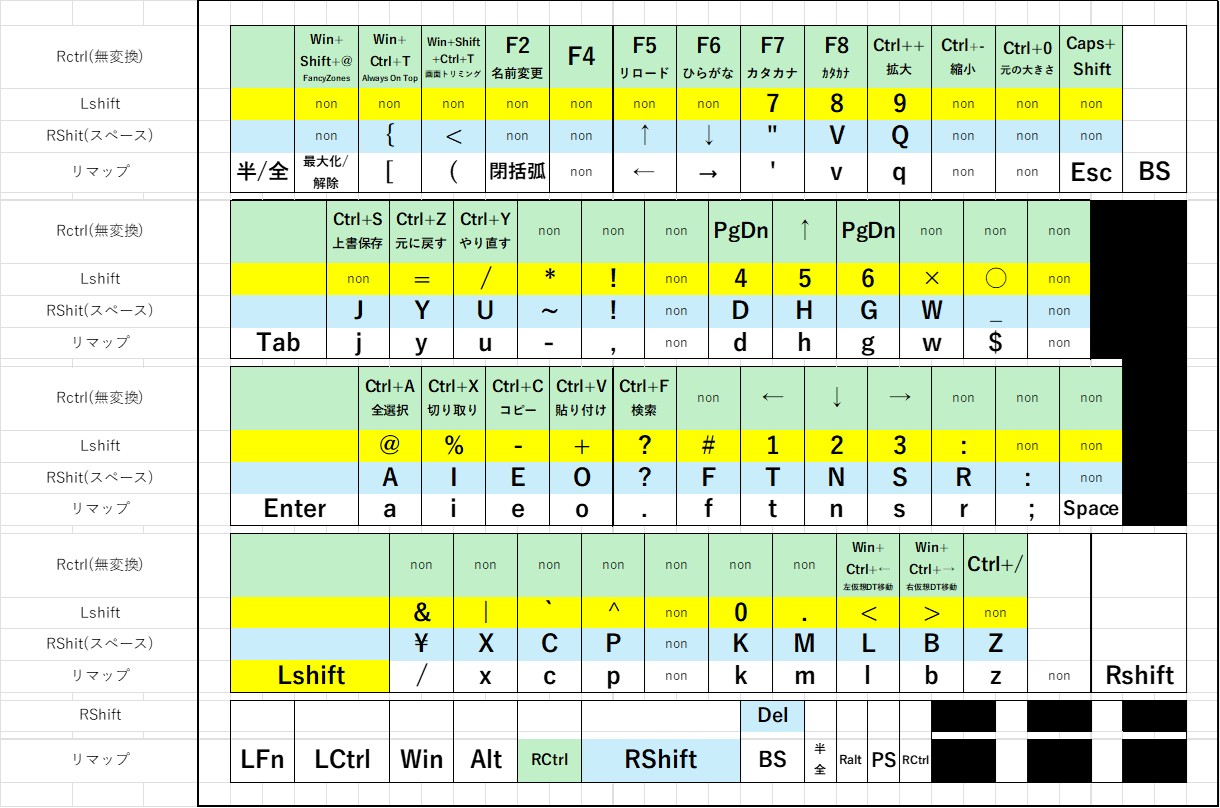 Rctrl(無変換) Win+ Shift+@ FancyZones Win+ Ctrl+T Always On Top Win+Shift +Ctrl+T 画面トリミング F2 名前変更 F4 F5 リロード F6 ひらがな F7 カタカナ F8 ｶﾀｶﾅ Ctrl++ 拡大 Ctrl+- 縮小 Ctrl+0 元の大きさ Caps+ Shift
Lshift non non non non non non non 7 8 9 non non non
RShit(スペース) non { < non non ↑ ↓ " V Q non non non
リマップ 半/全 最大化/ 解除 [ ( 閉括弧 non ← → ' v q non non Esc BS
Rctrl(無変換) Ctrl+S 上書保存 Ctrl+Z 元に戻す Ctrl+Y やり直す non non non PgDn ↑ PgDn non non non
Lshift non = / * ! non 4 5 6 × ○ non
RShit(スペース) J Y U ~ ! non D H G W _ non
リマップ Tab j y u - , non d h g w $ non
Rctrl(無変換) Ctrl+A 全選択 Ctrl+X 切り取り Ctrl+C コピー Ctrl+V 貼り付け Ctrl+F 検索 non ← ↓ → non non non
Lshift @ % - + ? # 1 2 3 : non non
RShit(スペース) A I E O ? F T N S R : non
リマップ Enter a i e o . f t n s r ; Space
Rctrl(無変換) non non non non non non non Win+ Ctrl+← 左仮想DT移動 Win+ Ctrl+→ 右仮想DT移動 Ctrl+/
Lshift & | ` ^ non 0 . < > non
RShit(スペース) ¥ X C P non K M L B Z
リマップ Lshift / x c p non k m l b z non Rshift
RShift Del
リマップ LFn LCtrl Win Alt RCtrl RShift BS 半 全 Ralt PS RCtrl